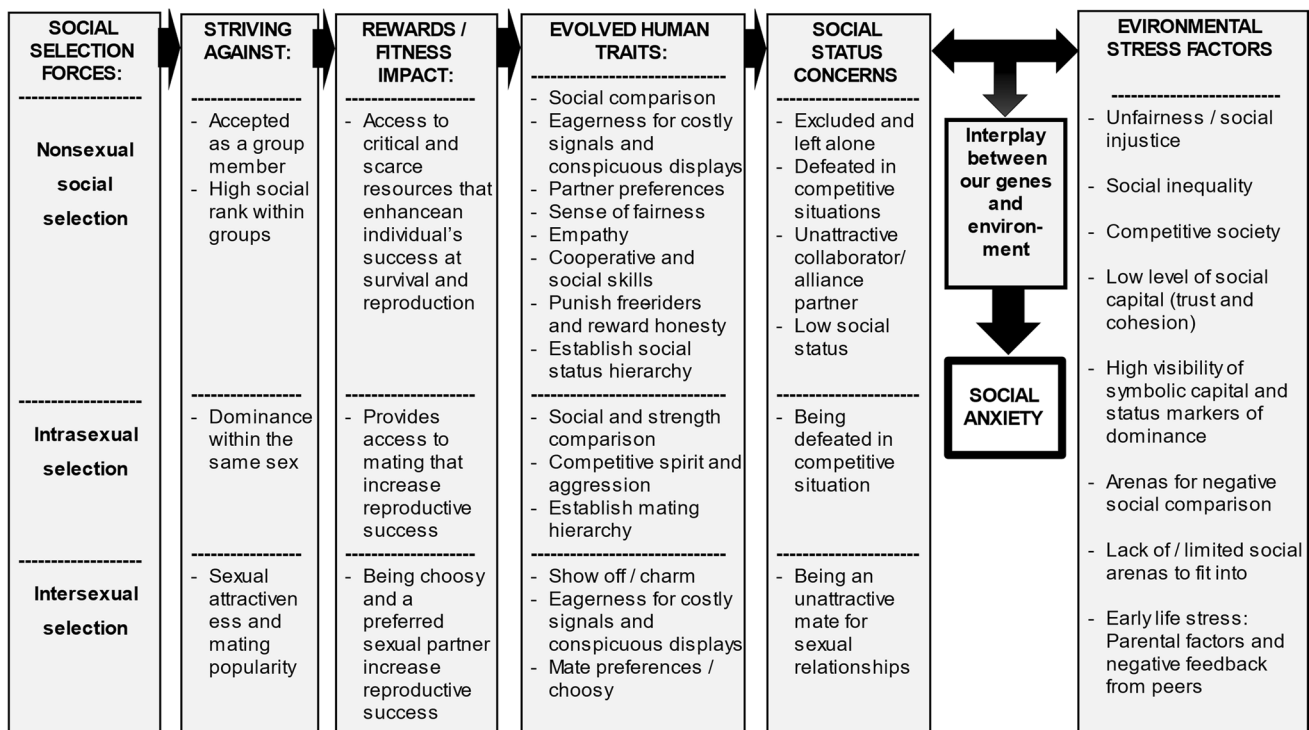 SOCIAL
SELECTION
FORCES:
Nonsexual
social
selection
Intrasexual
selection
Intersexual
selection
STRIVING
AGAINST:
- Accepted
as a group
member
- High social
rank within
groups
- Dominance
within the
same sex
- Sexual
attractiven
ess and
mating
popularity
REWARDS /
FITNESS
IMPACT:
- Access to
critical and
scarce
resources that
enhancean
individual’s
success at
survival and
reproduction
- Provides
access to
mating that
increase
reproductive
success
- Being choosy
and a
preferred
sexual partner
increase
reproductive
success
EVOLVED HUMAN
TRAITS:
- Social comparison
- Eagerness for costly
signals and
conspicuous displays
- Partner preferences
- Sense of fairness
- Empathy
- Cooperative and
social skills
- Punish freeriders
and reward honesty
- Establish social
status hierarchy
- Social and strength
comparison
- Competitive spirit and
aggression
- Establish mating
hierarchy
- Show off / charm
- Eagerness for costly
signals and
conspicuous displays
- Mate preferences /
choosy
SOCIAL
STATUS
CONCERNS
- Excluded and
left alone
- Defeated in
competitive
situations
- Unattractive
collaborator/
alliance
partner
- Low social
status
- Being
defeated in
competitive
situation
- Being an
unattractive
mate for
sexual
relationships
Interplay
between
our genes
and
environ-
ment
SOCIAL
ANXIETY
EVIRONMENTAL
STRESS FACTORS
- Unfairness / social
injustice
- Social inequality
- Competitive society
- Low level of social
capital (trust and
cohesion)
- High visibility of
symbolic capital and
status markers of
dominance
- Arenas for negative
social comparison
- Lack of / limited social
arenas to fit into
- Early life stress:
Parental factors and
negative feedback
from peers